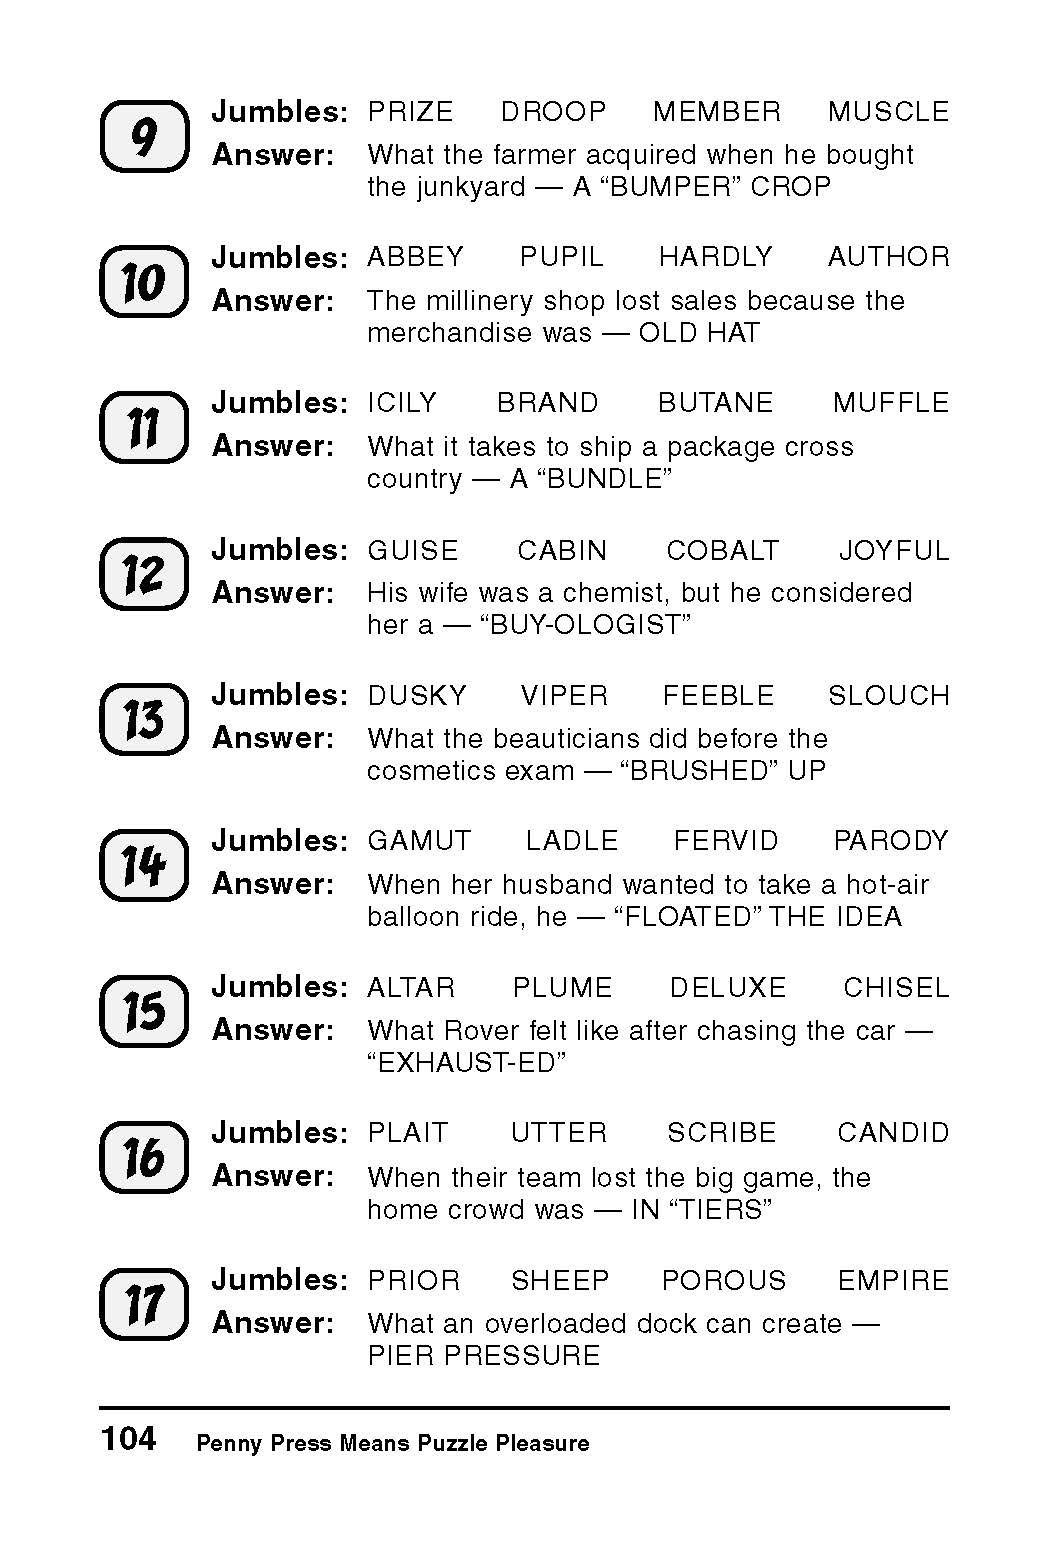 9
Jumbles: PRIZE DROOP MEMBER MUSCLE
Answer: What the farmer acquired when he bought
the junkyard — A “BUMPER” CROP
10
Jumbles: ABBEY PUPIL HARDLY AUTHOR
Answer: The millinery shop lost sales because the
merchandise was — OLD HAT
11
Jumbles: ICILY BRAND BUTANE MUFFLE
Answer: What it takes to ship a package cross
country — A “BUNDLE”
12
Jumbles: GUISE CABIN COBALT JOYFUL
Answer: His wife was a chemist, but he considered
her a — “BUY-OLOGIST”
13
Jumbles: DUSKY VIPER FEEBLE SLOUCH
Answer: What the beauticians did before the
cosmetics exam — “BRUSHED” UP
14
Jumbles: GAMUT LADLE FERVID PARODY
Answer: When her husband wanted to take a hot-air
balloon ride, he — “FLOATED” THE IDEA
15
Jumbles: ALTAR PLUME DELUXE CHISEL
Answer: What Rover felt like after chasing the car —
“EXHAUST-ED”
16
Jumbles: PLAIT UTTER SCRIBE CANDID
Answer: When their team lost the big game, the
home crowd was — IN “TIERS”
17
Jumbles: PRIOR SHEEP POROUS EMPIRE
Answer: What an overloaded dock can create —
PIER PRESSURE
104 Penny Press Means Puzzle Pleasure